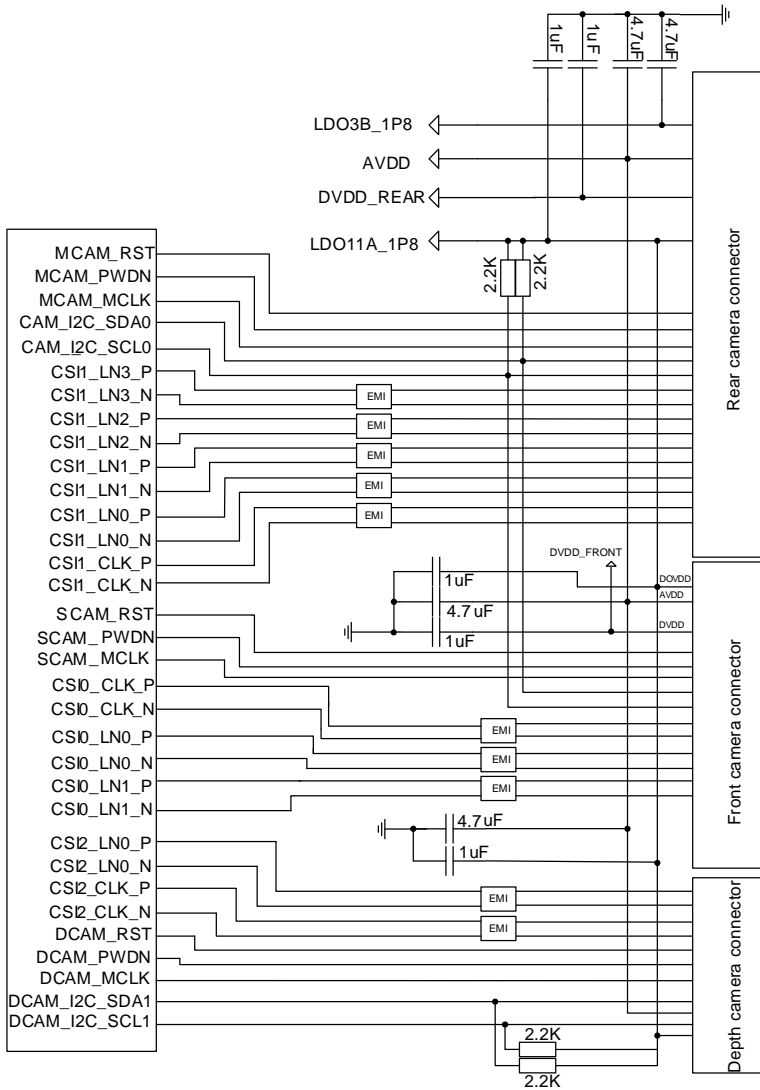 1uF
1uF
4.7uF
4.7uF
LDO3B_1P8
AVDD
DVDD_REAR
LDO11A_1P8
2.2K
2.2K
Rear camera connector
MCAM_RST
MCAM_PWDN
MCAM_MCLK
CAM_I2C_SDA0
CAM_I2C_SCL0
CSI1_LN3_P
CSI1_LN3_N
CSI1_LN2_P
CSI1_LN2_N
CSI1_LN1_P
CSI1_LN1_N
CSI1_LN0_P
CSI1_LN0_N
CSI1_CLK_P
CSI1_CLK_N
EMI
EMI
EMI
EMI
EMI
DVDD_FRONT
1uF
4.7uF
1uF
DOVDD
AVDD
DVDD
Front camera connector
SCAM_RST
SCAM_PWDN
SCAM_MCLK
CSI0_CLK_P
CSI0_CLK_N
CSI0_LN0_P
CSI0_LN0_N
CSI0_LN1_P
CSI0_LN1_N
EMI
EMI
EMI
4.7uF
1uF
CSI2_LN0_P
CSI2_LN0_N
CSI2_CLK_P
CSI2_CLK_N
DCAM_RST
DCAM_PWDN
DCAM_MCLK
DCAM_I2C_SDA1
DCAM_I2C_SCL1
EMI
EMI
Depth camera connector
2.2K
2.2K